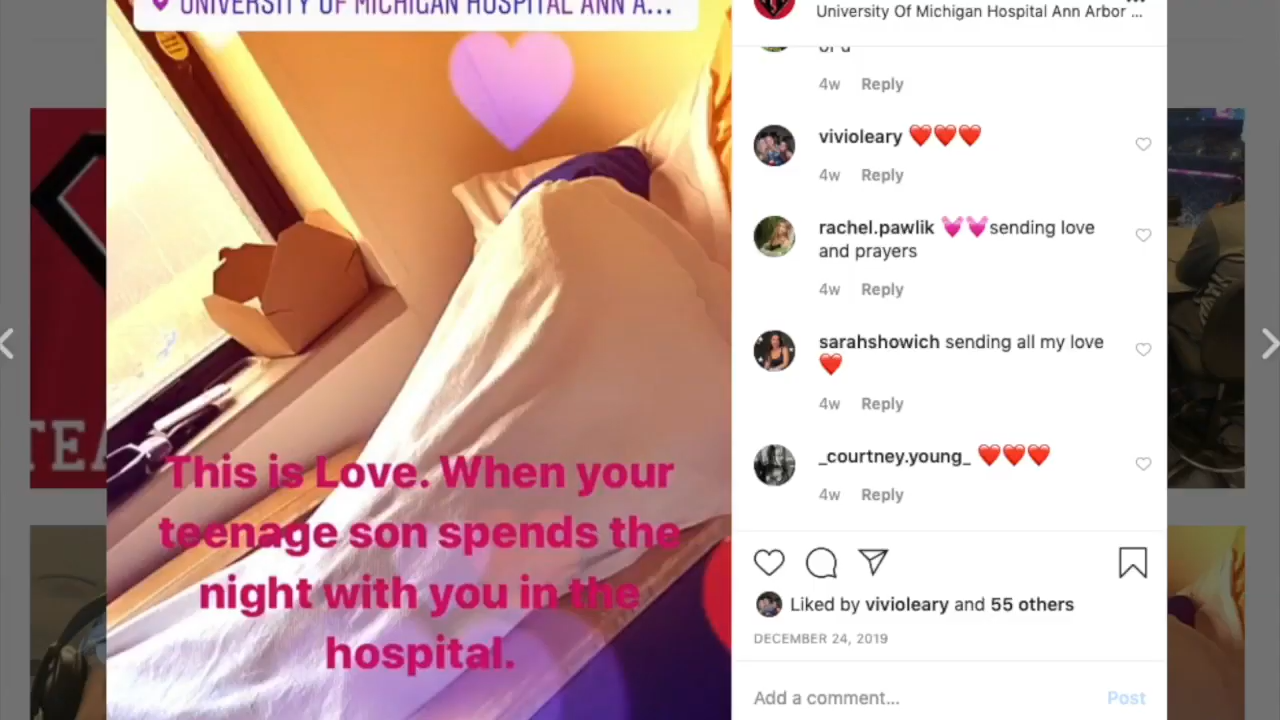 UNIVERSITY OF MICHIGAN HOSPITAL ANN A...
This is Love. When your
teenage son spends the
night with you in the
hospital.
TEA
University Of Michigan Hospital Ann Arbor ...
of u
4w Reply
vivioleary ❤️❤️❤️
4w Reply
rachel.pawlik 💓💓sending love
and prayers
4w Reply
sarahshowich sending all my love
❤️
4w Reply
_courtney.young_ ❤️❤️❤️
4w Reply
Liked by vivioleary and 55 others
DECEMBER 24, 2019
Add a comment... Post